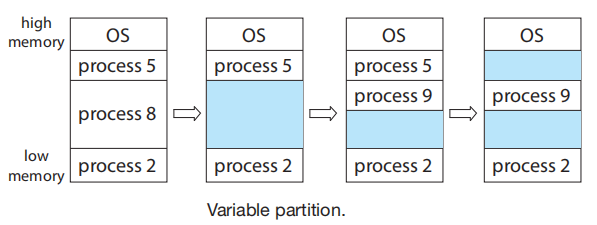 high
memory
low
memory
OS
process 5
process 8
process 2
OS
process 5
process 2
OS
process 5
process 9
process 2
OS
process 9
process 2
Variable partition.